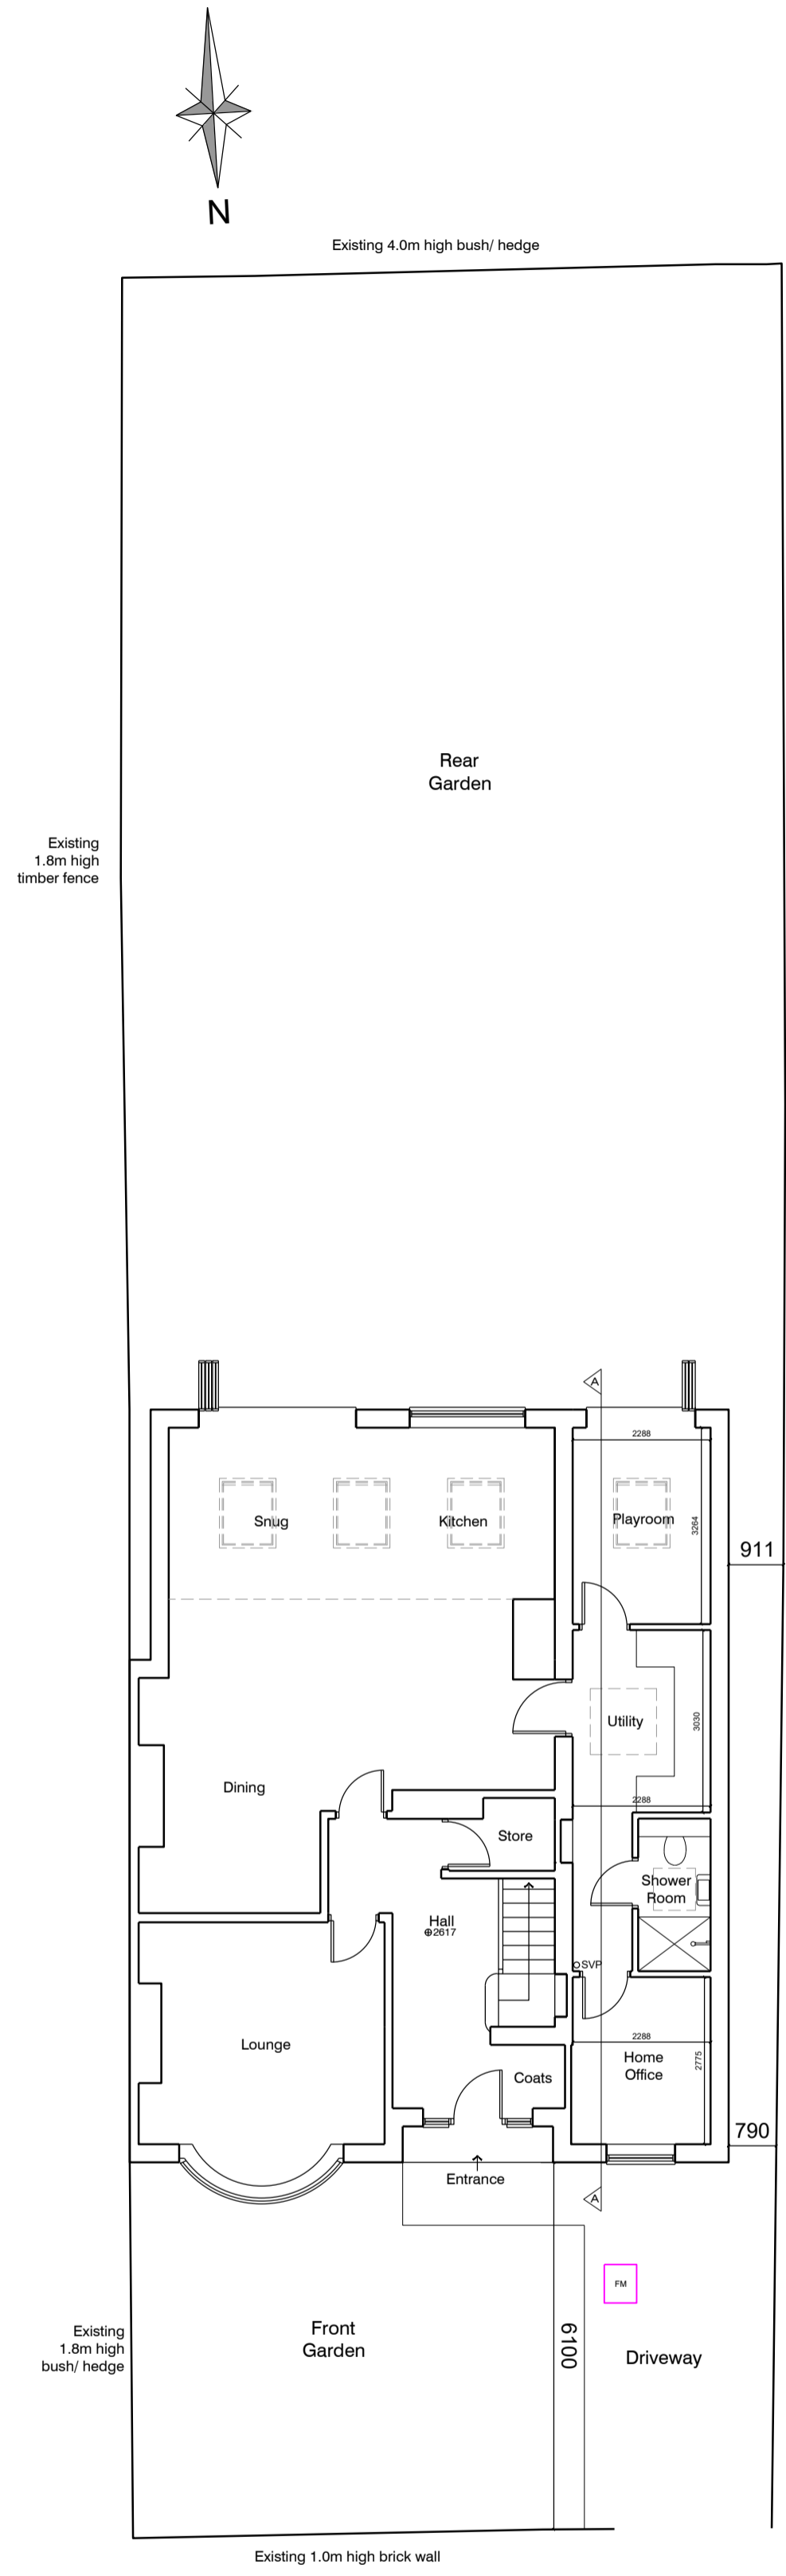 N
Existing 4.0m high bush/ hedge
Rear
Garden
Existing
1.8m high
timber fence
A
2288
Snug
Kitchen
Playroom
3264
911
Utility
3030
Dining
2288
Store
Shower
Room
Hall
2617
SVP
2288
Lounge
Home
Office
2775
Coats
790
Entrance
A
FM
Existing
1.8m high
bush/ hedge
Front
Garden
6100
Driveway
Existing 1.0m high brick wall